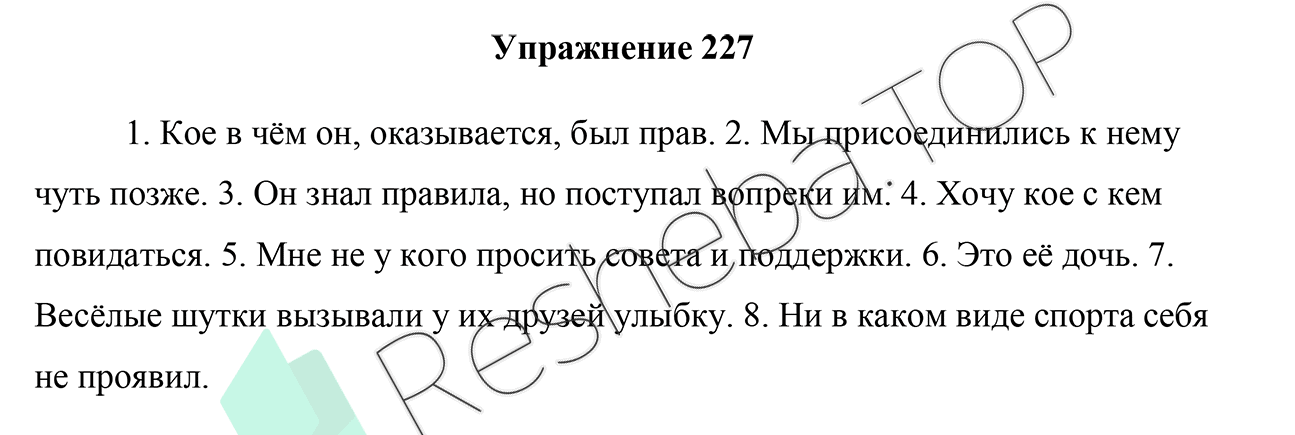 Упражнение 227
1. Кое в чём он, оказывается, был прав. 2. Мы присоединились к нему
чуть позже. 3. Он знал правила, но поступал вопреки им. 4. Хочу кое с кем
повидаться. 5. Мне не у кого просить совета и поддержки. 6. Это её дочь. 7.
Весёлые шутки вызывали у их друзей улыбку. 8. Ни в каком виде спорта себя
не проявил.
Resheba.TOP